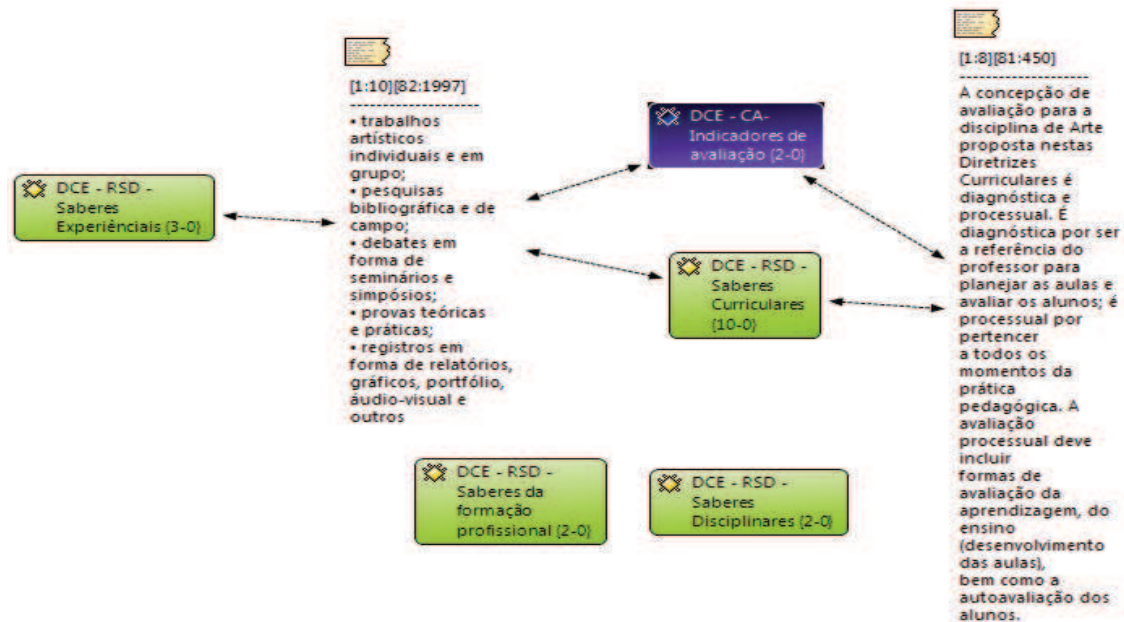 DCE - RSD -
Saberes
Experiênciais {3-0}
[1:10][82:1997]
--------------------
• trabalhos
artísticos
individuais e em
grupo;
• pesquisas
bibliográfica e de
campo;
• debates em
forma de
seminários e
simpósios;
• provas teóricas
e práticas;
• registros em
forma de relatórios,
gráficos, portfólio,
áudio-visual e
outros
DCE - CA-
Indicadores de
avaliação {2-0}
DCE - RSD -
Saberes
Curriculares
{10-0}
DCE - RSD -
Saberes da
formação
profissional {2-0}
DCE - RSD -
Saberes
Disciplinares {2-0}
[1:8][81:450]
--------------------
A concepção de
avaliação para a
disciplina de Arte
proposta nestas
Diretrizes
Curriculares é
diagnóstica e
processual. É
diagnóstica por ser
a referência do
professor para
planejar as aulas e
avaliar os alunos; é
processual por
pertencer
a todos os
momentos da
prática
pedagógica. A
avaliação
processual deve
incluir
formas de
avaliação da
aprendizagem, do
ensino
(desenvolvimento
das aulas),
bem como a
autoavaliação dos
alunos.